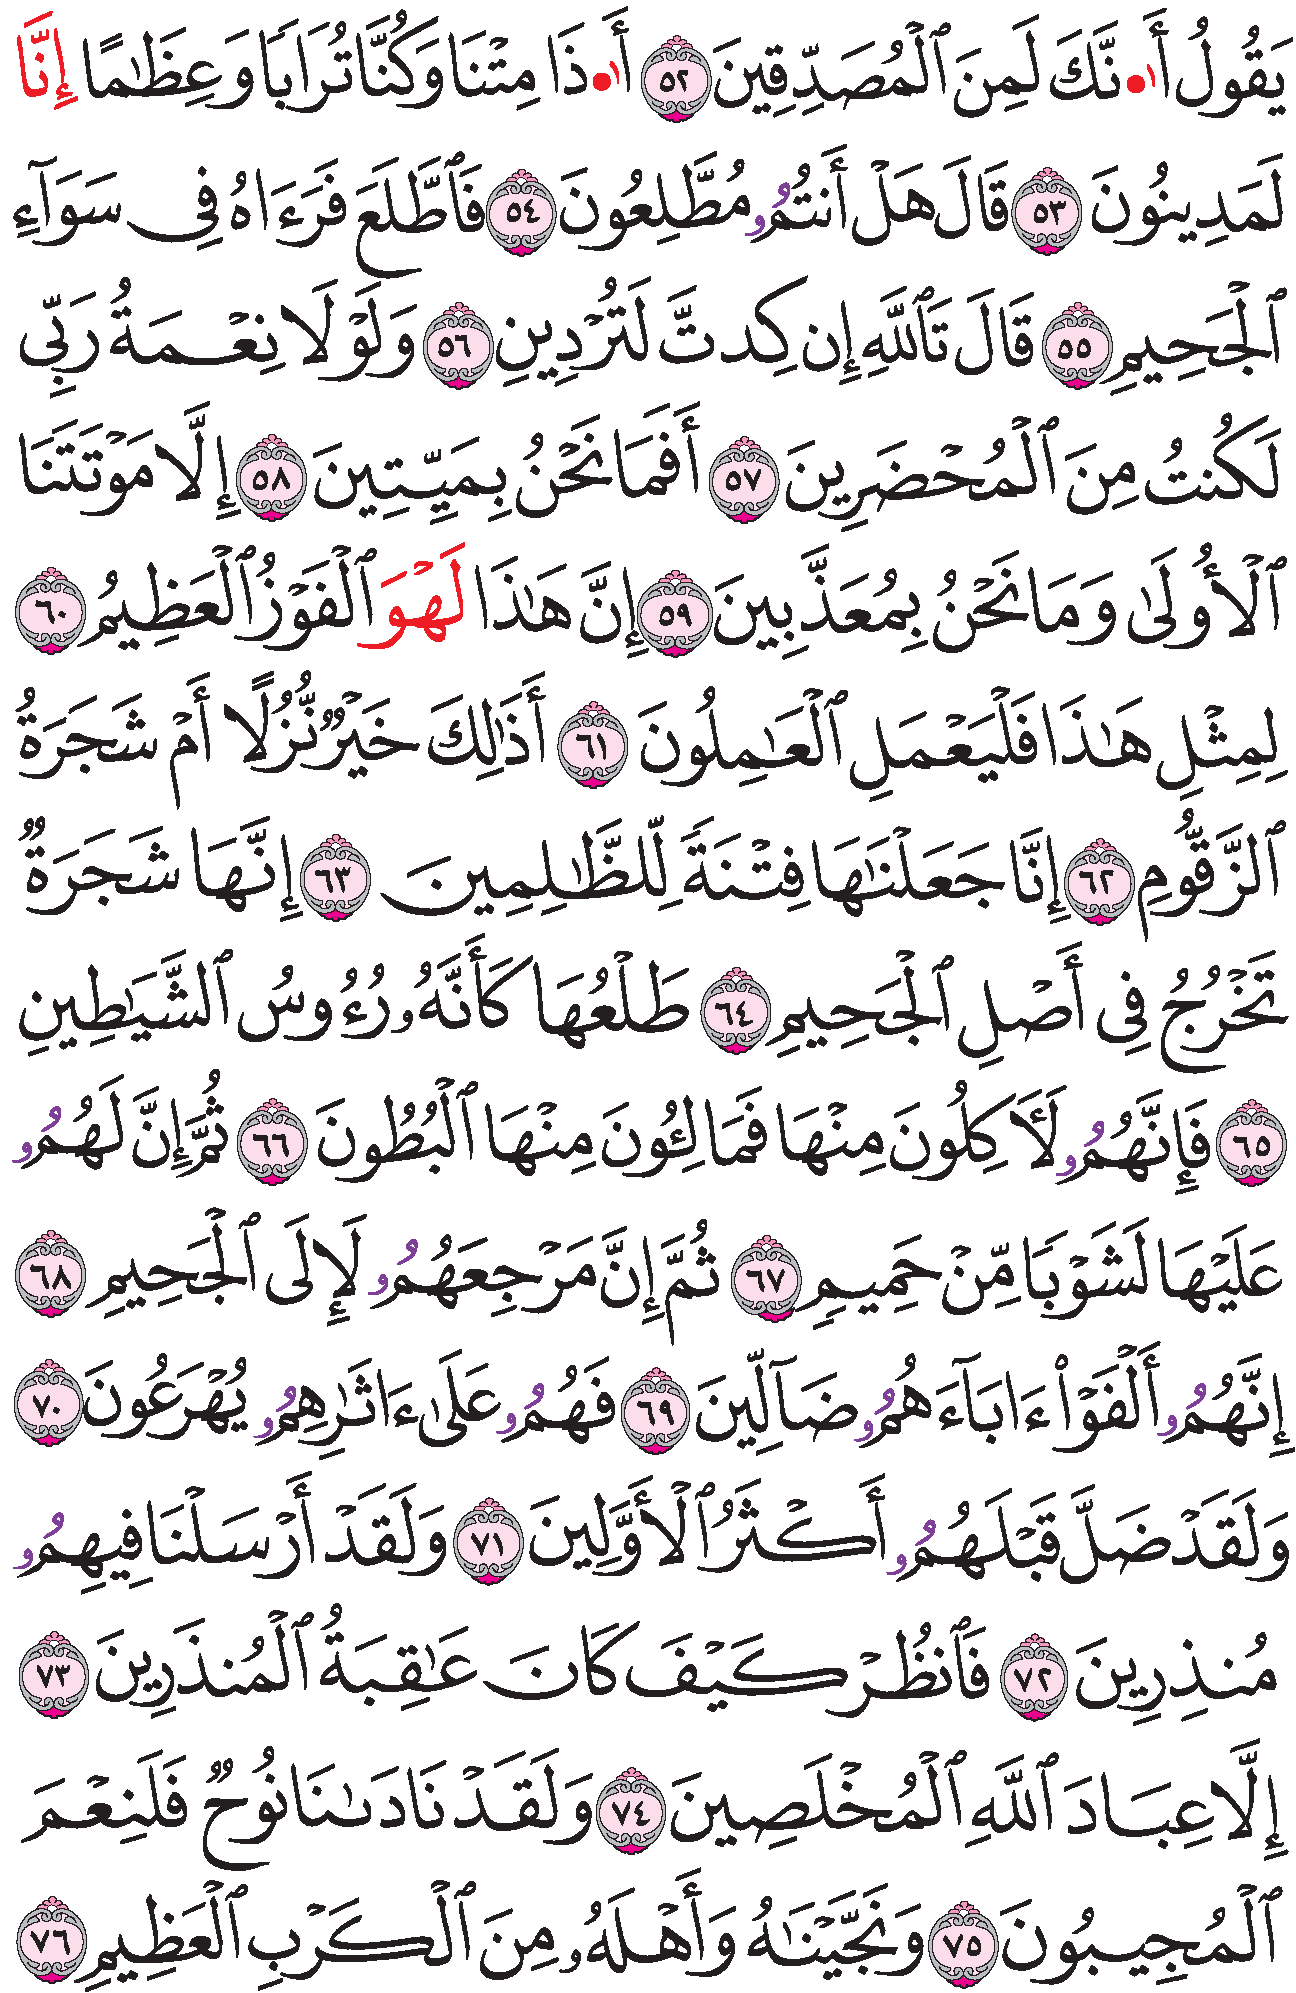 يَقُولُ أَ•ا۟نَّكَ لَمِنَ ٱلْمُصَدِّقِينَ ٥٢ أَ•ا۟ذَا مِتْنَا وَكُنَّا تُرَابًا وَعِظَٰمًا إِنَّا
لَمَدِينُونَ ٥٣ قَالَ هَلْ أَنتُمُۥ مُطَّلِعُونَ ٥٤ فَٱطَّلَعَ فَرَءَاهُ فِى سَوَآءِ
ٱلْجَحِيمِ ٥٥ قَالَ تَٱللَّهِ إِن كِدتَّ لَتُرْدِينِ ٥٦ وَلَوْلَا نِعْمَةُ رَبِّى
لَكُنتُ مِنَ ٱلْمُحْضَرِينَ ٥٧ أَفَمَا نَحْنُ بِمَيِّتِينَ ٥٨ إِلَّا مَوْتَتَنَا
ٱلْأُولَىٰ وَمَا نَحْنُ بِمُعَذَّبِينَ ٥٩ إِنَّ هَٰذَا لَهْوَ ٱلْفَوْزُ ٱلْعَظِيمُ ٦٠
لِمِثْلِ هَٰذَا فَلْيَعْمَلِ ٱلْعَٰمِلُونَ ٦١ أَذَٰلِكَ خَيْرٌ نُّزُلًا أَمْ شَجَرَةُ
ٱلزَّقُّومِ ٦٢ إِنَّا جَعَلْنَٰهَا فِتْنَةً لِّلظَّٰلِمِينَ ٦٣ إِنَّهَا شَجَرَةٌ
تَخْرُجُ فِى أَصْلِ ٱلْجَحِيمِ ٦٤ طَلْعُهَا كَأَنَّهُۥ رُءُوسُ ٱلشَّيَٰطِينِ
٦٥ فَإِنَّهُمُۥ لَأَكِلُونَ مِنْهَا فَمَالِـُٔونَ مِنْهَا ٱلْبُطُونَ ٦٦ ثُمَّ إِنَّ لَهُمُۥ
عَلَيْهَا لَشَوْبًا مِّنْ حَمِيمٍ ٦٧ ثُمَّ إِنَّ مَرْجِعَهُمُۥ لَإِلَى ٱلْجَحِيمِ ٦٨
إِنَّهُمُۥ أَلْفَوْا۟ ءَابَآءَهُمُۥ ضَآلِّينَ ٦٩ فَهُمُۥ عَلَىٰ ءَاثَٰرِهِمُۥ يُهْرَعُونَ ٧٠
وَلَقَدْ ضَلَّ قَبْلَهُمُۥ أَكْثَرُ ٱلْأَوَّلِينَ ٧١ وَلَقَدْ أَرْسَلْنَا فِيهِمُۥ
مُنذِرِينَ ٧٢ فَٱنظُرْ كَيْفَ كَانَ عَٰقِبَةُ ٱلْمُنذَرِينَ ٧٣
إِلَّا عِبَادَ ٱللَّهِ ٱلْمُخْلَصِينَ ٧٤ وَلَقَدْ نَادَىٰنَا نُوحٌ فَلَنِعْمَ
ٱلْمُجِيبُونَ ٧٥ وَنَجَّيْنَٰهُ وَأَهْلَهُۥ مِنَ ٱلْكَرْبِ ٱلْعَظِيمِ ٧٦